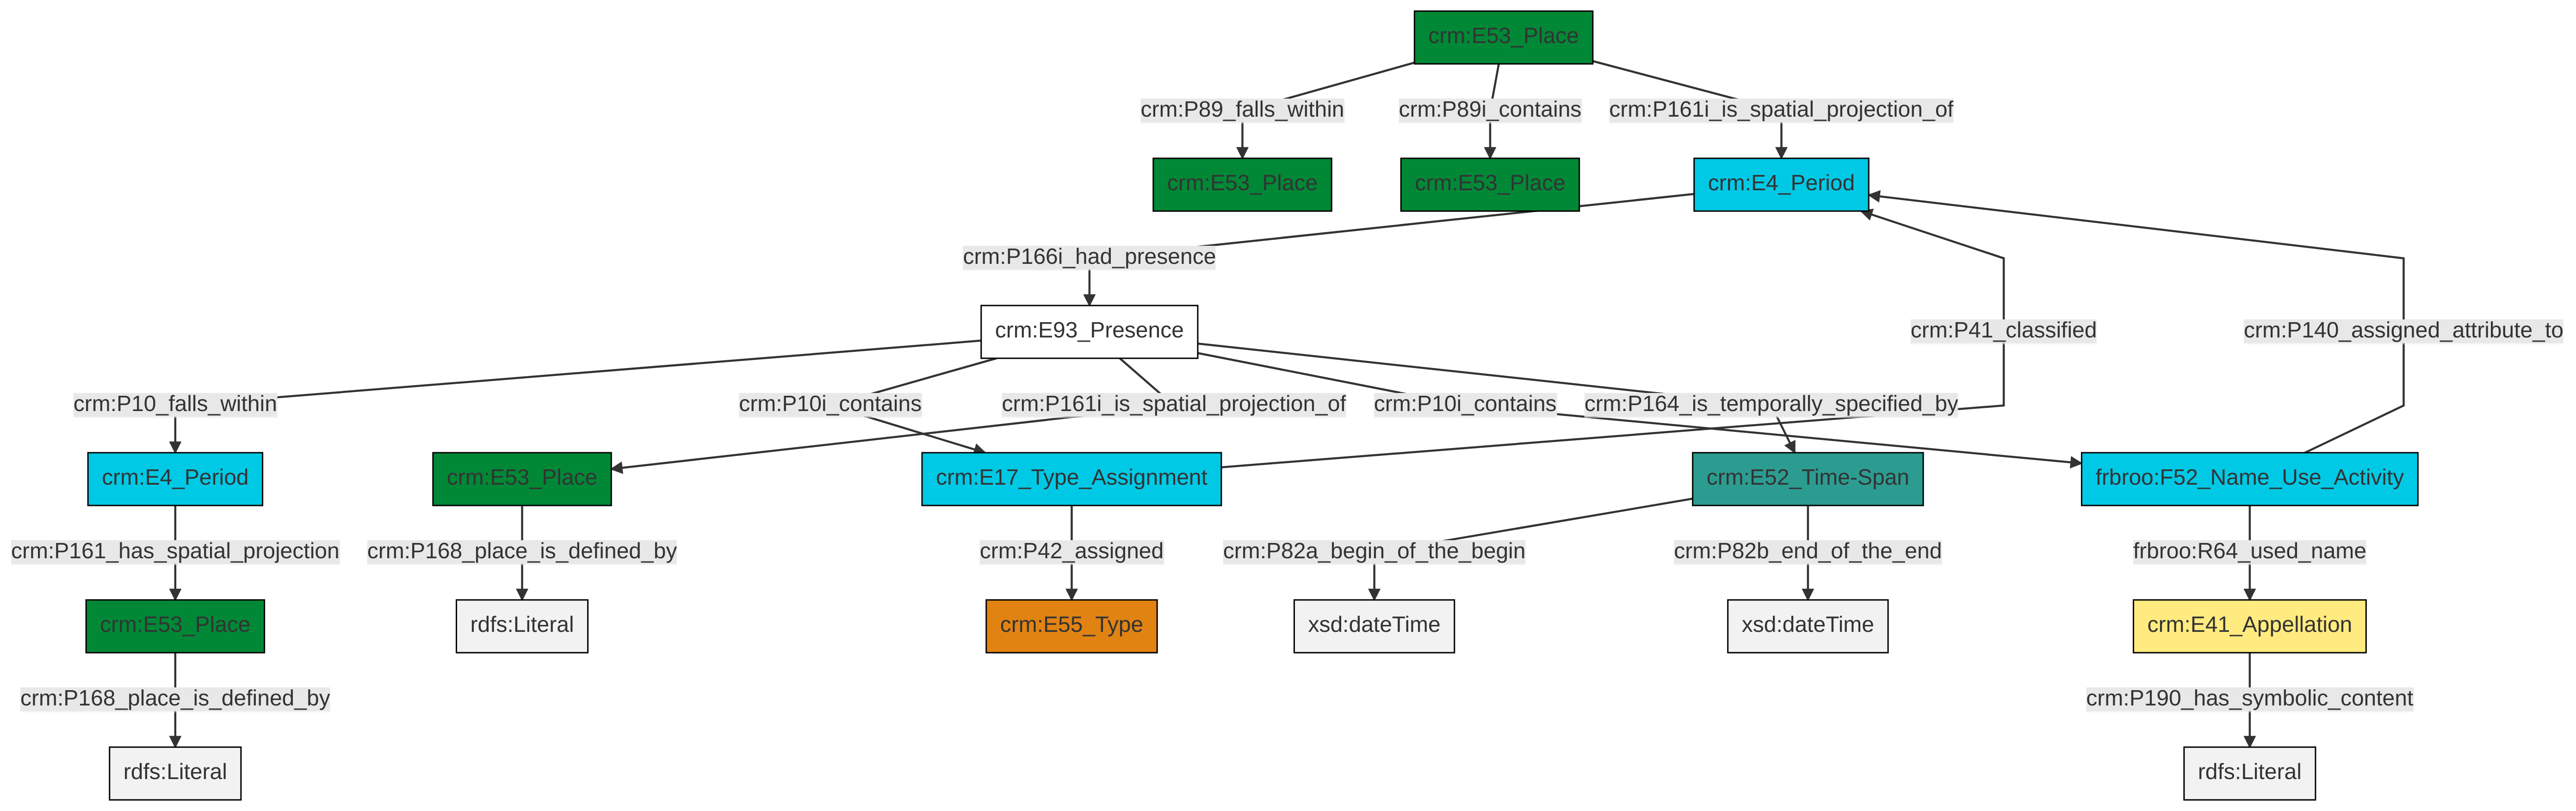 crm:E53_Place
crm:P89_falls_within
crm:P89i_contains
crm:P161i_is_spatial_projection_of
crm:E53_Place
crm:E53_Place
crm:E4_Period
crm:P166i_had_presence
crm:E93_Presence
crm:P41_classified
crm:P140_assigned_attribute_to
crm:P10_falls_within
crm:P10i_contains
crm:P161i_is_spatial_projection_of
crm:P10i_contains
crm:P164_is_temporally_specified_by
crm:E4_Period
crm:E53_Place
crm:E17_Type_Assignment
crm:E52_Time-Span
frbroo:F52_Name_Use_Activity
crm:P161_has_spatial_projection
crm:P168_place_is_defined_by
crm:P42_assigned
crm:P82a_begin_of_the_begin
crm:P82b_end_of_the_end
frbroo:R64_used_name
crm:E53_Place
rdfs:Literal
crm:E55_Type
xsd:dateTime
xsd:dateTime
crm:E41_Appellation
crm:P168_place_is_defined_by
crm:P190_has_symbolic_content
rdfs:Literal
rdfs:Literal